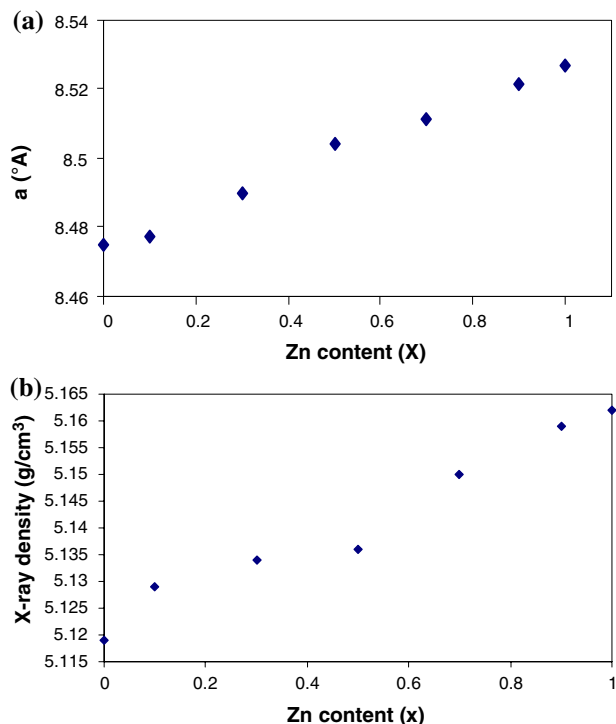 (a)
8.54
8.52
8.5
8.48
8.46
a (°A)
0 0.2 0.4 0.6 0.8 1
Zn content (X)
(b)
5.165
5.16
5.155
5.15
5.145
5.14
5.135
5.13
5.125
5.12
5.115
X-ray density (g/cm³)
0 0.2 0.4 0.6 0.8 1
Zn content (x)